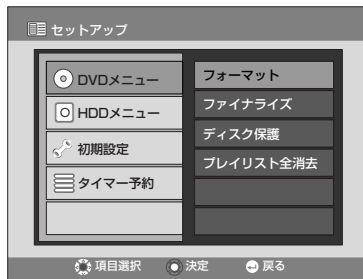 セットアップ
DVDメニュー
HDDメニュー
初期設定
タイマー予約
フォーマット
ファイナライズ
ディスク保護
プレイリスト全消去
項目選択 決定 戻る